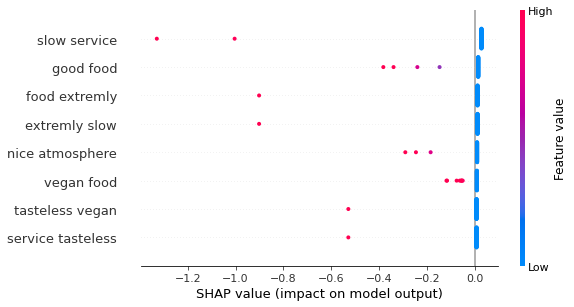 High
slow service
good food
food extremly
extremly slow
nice atmosphere
vegan food
tasteless vegan
service tasteless
Feature value
Low
−1.2 −1.0 −0.8 −0.6 −0.4 −0.2 0.0
SHAP value (impact on model output)